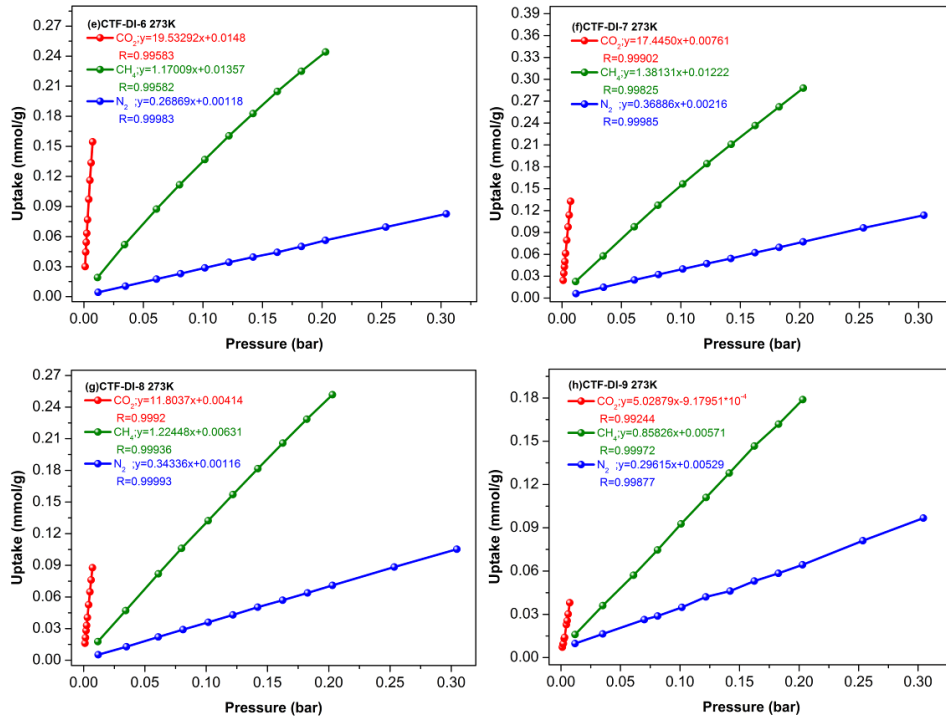 (e)CTF-DI-6 273K
CO₂;y=19.53292x+0.0148
R=0.99583
CH₄;y=1.17009x+0.01357
R=0.99582
N₂ ;y=0.26869x+0.00118
R=0.99983
0.27
0.24
0.21
0.18
0.15
0.12
0.09
0.06
0.03
0.00
Uptake (mmol/g)
0.00 0.05 0.10 0.15 0.20 0.25 0.30
Pressure (bar)
(f)CTF-DI-7 273K
CO₂;y=17.4450x+0.00761
R=0.99902
CH₄;y=1.38131x+0.01222
R=0.99825
N₂ ;y=0.36886x+0.00216
R=0.99985
0.39
0.36
0.33
0.30
0.27
0.24
0.21
0.18
0.15
0.12
0.09
0.06
0.03
0.00
Uptake (mmol/g)
0.00 0.05 0.10 0.15 0.20 0.25 0.30
Pressure (bar)
(g)CTF-DI-8 273K
CO₂;y=11.8037x+0.00414
R=0.9992
CH₄;y=1.22448x+0.00631
R=0.99936
N₂ ;y=0.34336x+0.00116
R=0.99993
0.27
0.24
0.21
0.18
0.15
0.12
0.09
0.06
0.03
0.00
Uptake (mmol/g)
0.00 0.05 0.10 0.15 0.20 0.25 0.30
Pressure (bar)
(h)CTF-DI-9 273K
CO₂;y=5.02879x-9.17951*10⁻⁴
R=0.99244
CH₄;y=0.85826x+0.00571
R=0.99972
N₂ ;y=0.29615x+0.00529
R=0.99877
0.18
0.15
0.12
0.09
0.06
0.03
0.00
Uptake (mmol/g)
0.00 0.05 0.10 0.15 0.20 0.25 0.30
Pressure (bar)